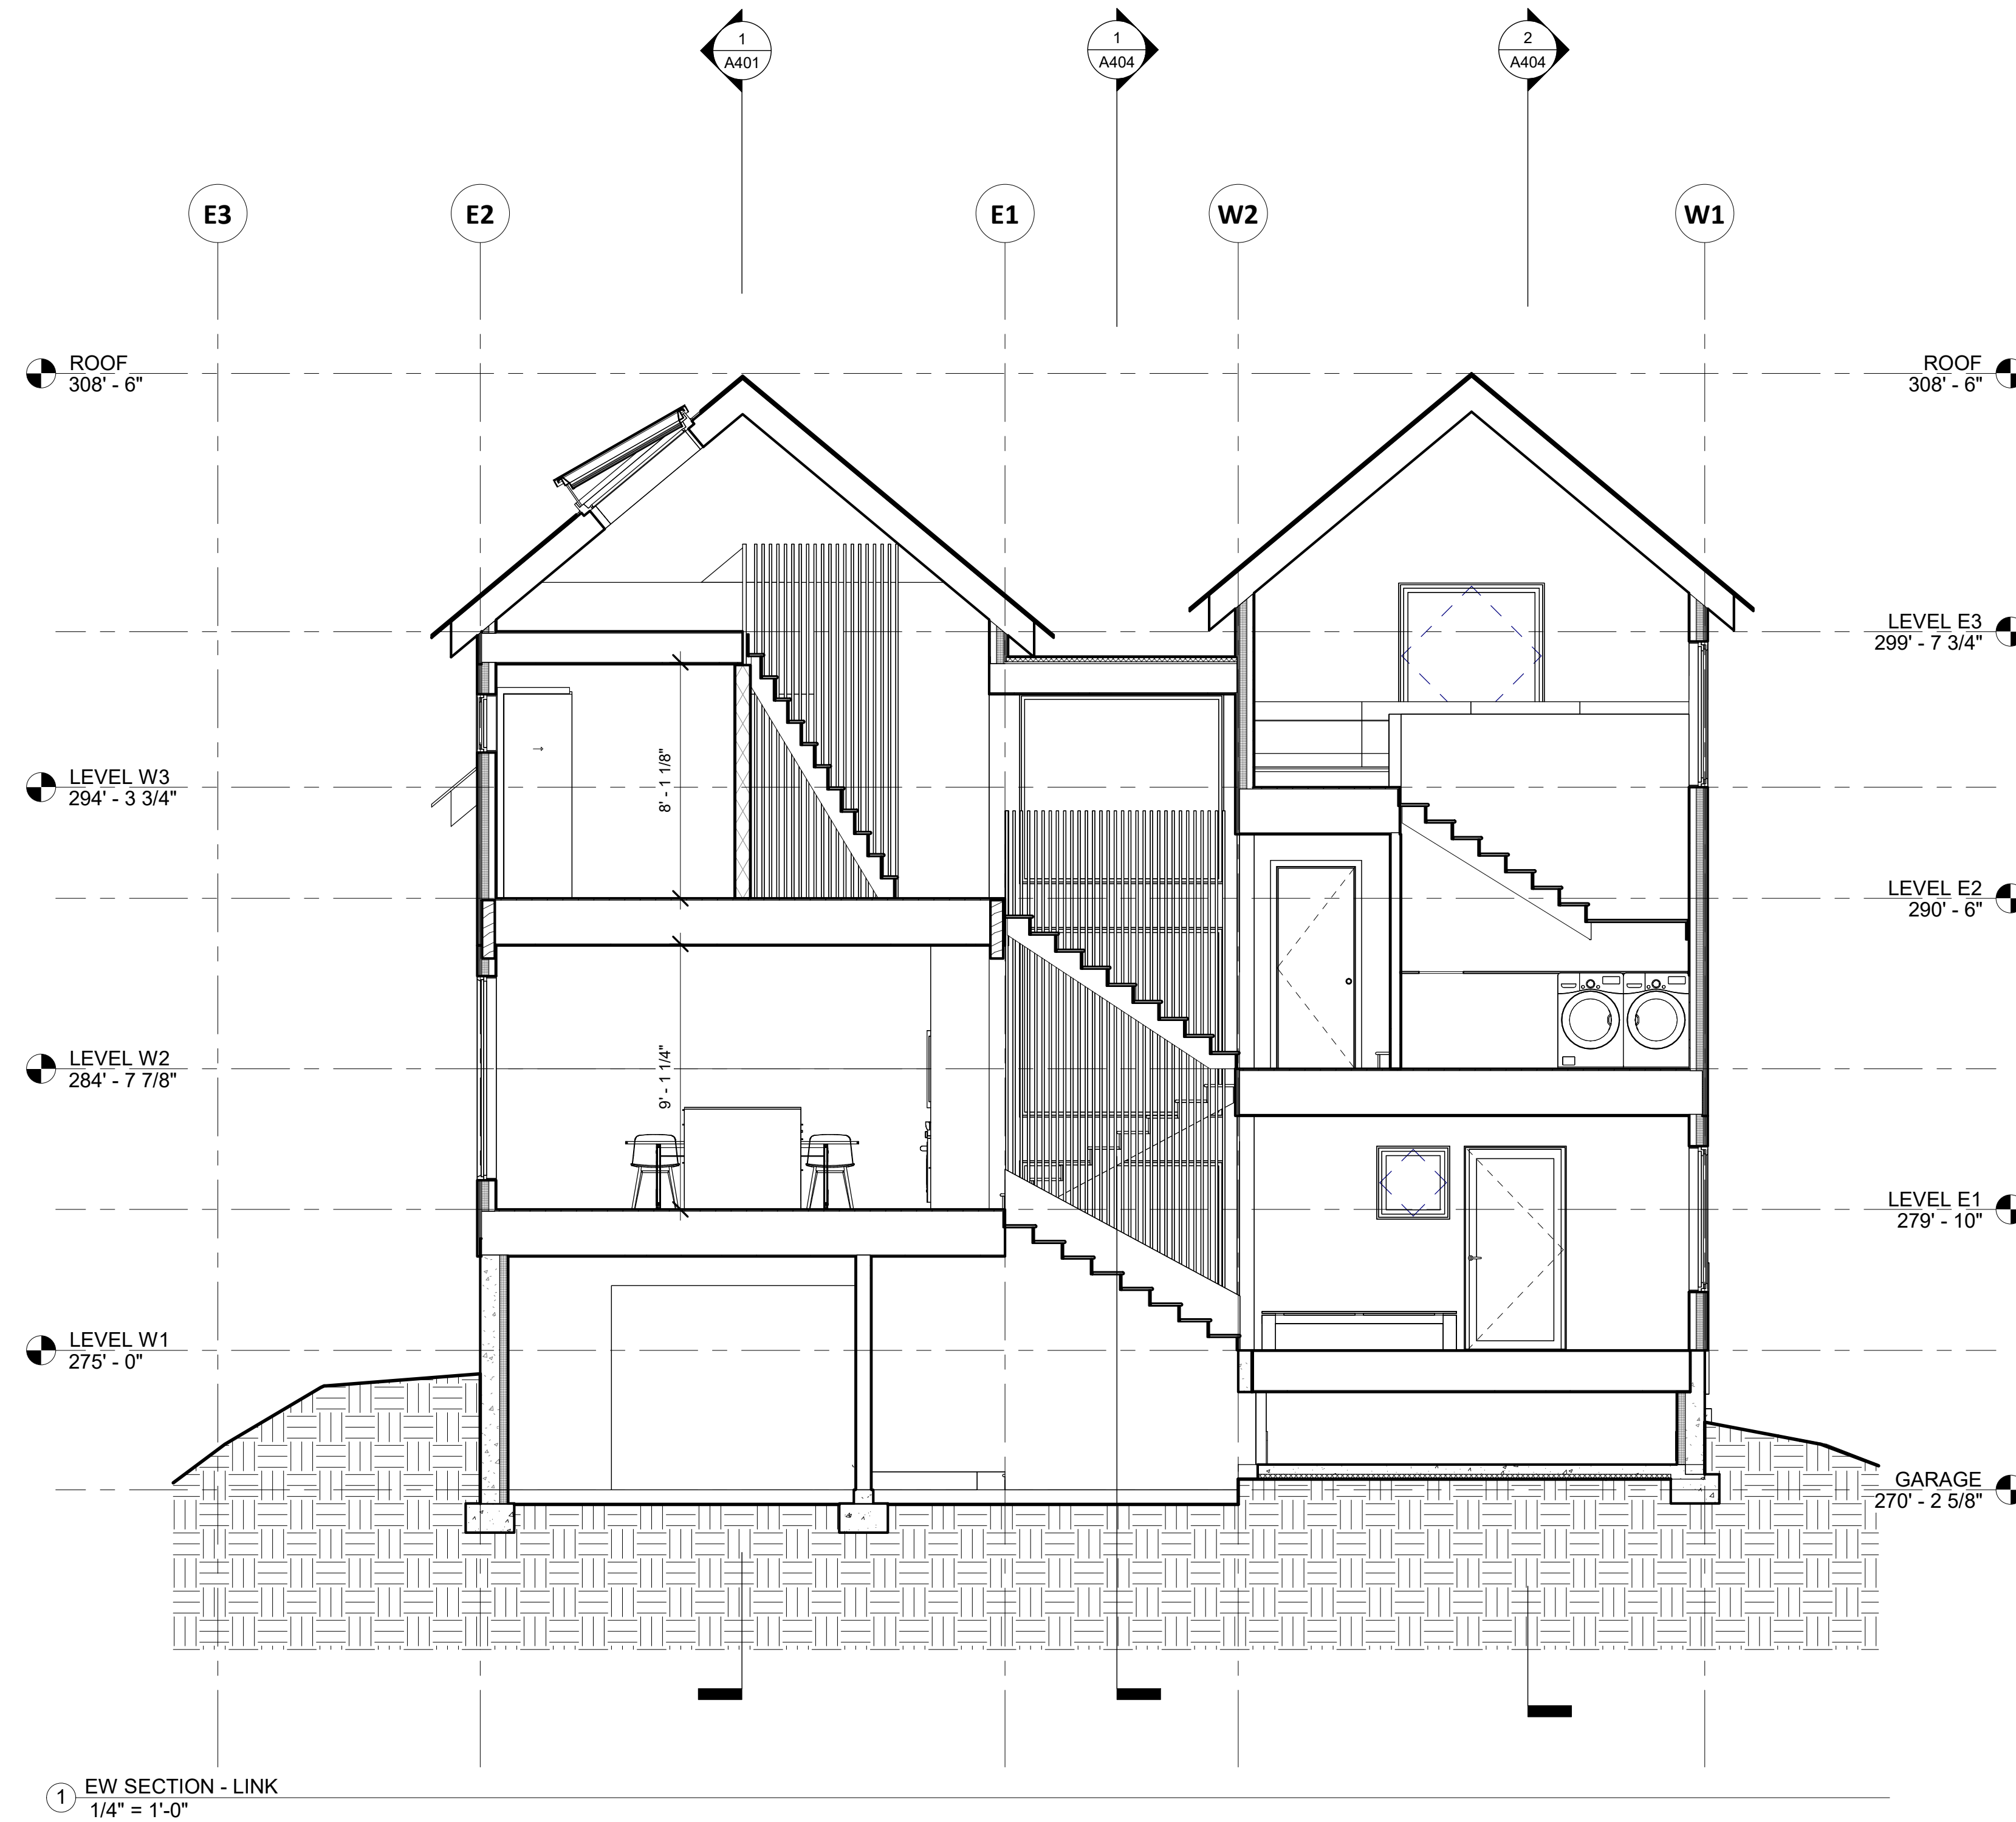 1
A401
1
A404
2
A404
E3
E2
E1
W2
W1
ROOF
308' - 6"
ROOF
308' - 6"
LEVEL E3
299' - 7 3/4"
LEVEL W3
294' - 3 3/4"
8' - 1 1/8"
LEVEL E2
290' - 6"
LEVEL W2
284' - 7 7/8"
9' - 1 1/4"
LEVEL E1
279' - 10"
LEVEL W1
275' - 0"
GARAGE
270' - 2 5/8"
1
EW SECTION - LINK
1/4" = 1'-0"